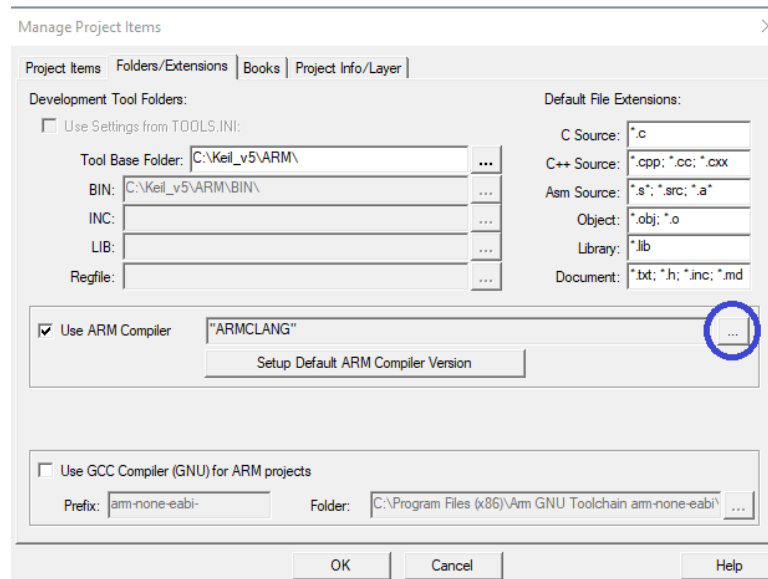 Manage Project Items
Project Items Folders/Extensions Books Project Info/Layer
Development Tool Folders:
Use Settings from TOOLS.INI:
Tool Base Folder: C:\Keil_v5\ARM\ ...
BIN: C:\Keil_v5\ARM\BIN\ ...
INC: ...
LIB: ...
Regfile: ...
Default File Extensions:
C Source: *.c
C++ Source: *.cpp; *.cc; *.cxx
Asm Source: *.s*; *.src; *.a*
Object: *.obj; *.o
Library: *.lib
Document: *.txt; *.h; *.inc; *.md
Use ARM Compiler "ARMCLANG" ...
Setup Default ARM Compiler Version
Use GCC Compiler (GNU) for ARM projects
Prefix: arm-none-eabi- Folder: C:\Program Files (x86)\Arm GNU Toolchain arm-none-eabi\ ...
OK Cancel Help